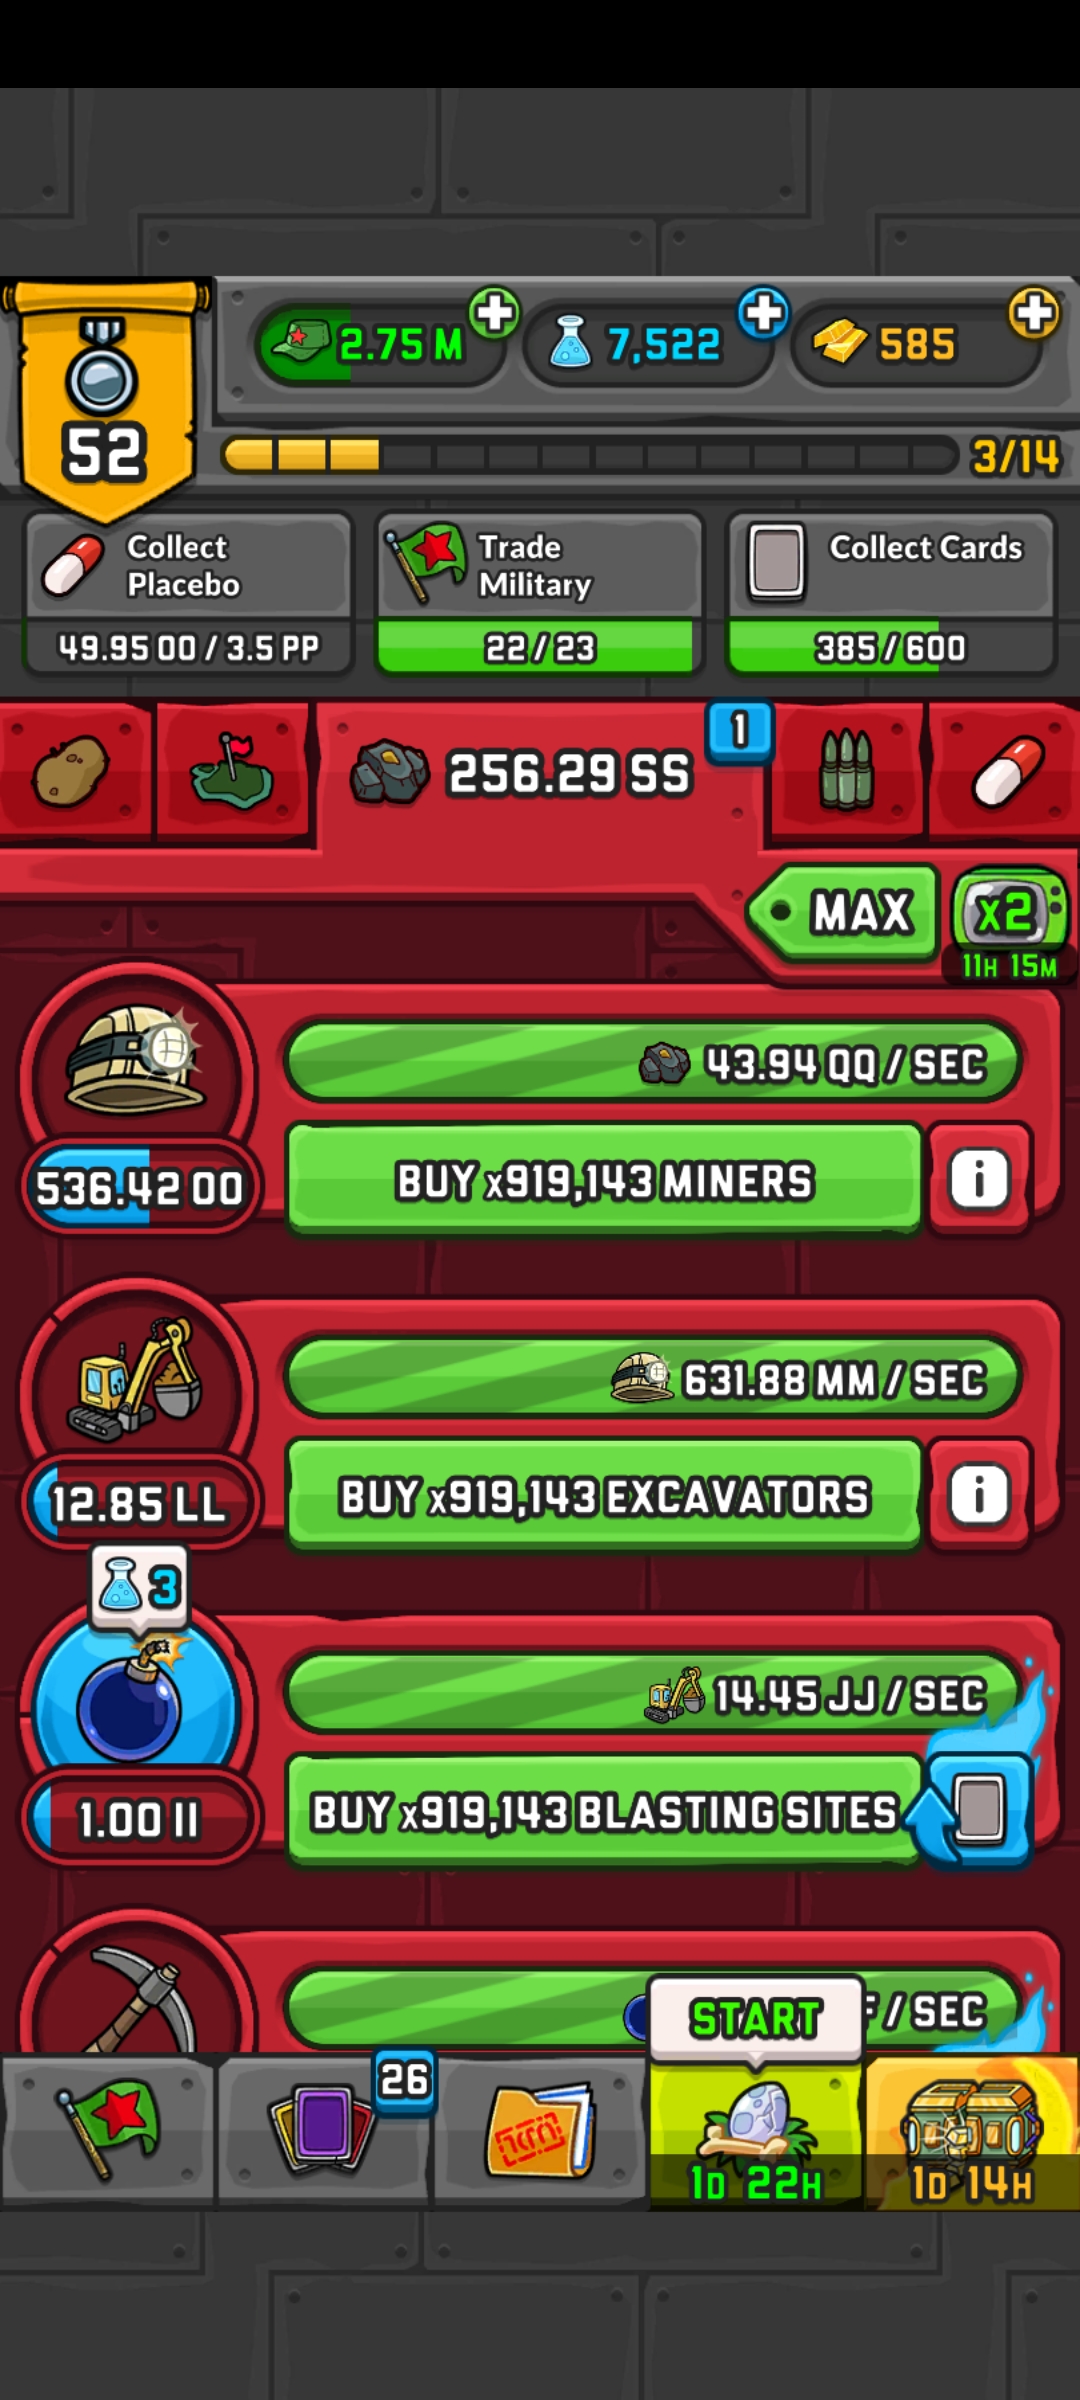 2.75 M
7,522
585
52
3/14
Collect
Placebo
49.95 OO / 3.5 PP
Trade
Military
22 / 23
Collect Cards
385 / 600
256.29 SS
1
MAX
x2
11H 15M
43.94 QQ / SEC
536.42 OO
BUY x919,143 MINERS
i
631.88 MM / SEC
12.85 LL
BUY x919,143 EXCAVATORS
i
3
14.45 JJ / SEC
1.00 II
BUY x919,143 BLASTING SITES
/ SEC
START
26
1D 22H
1D 14H